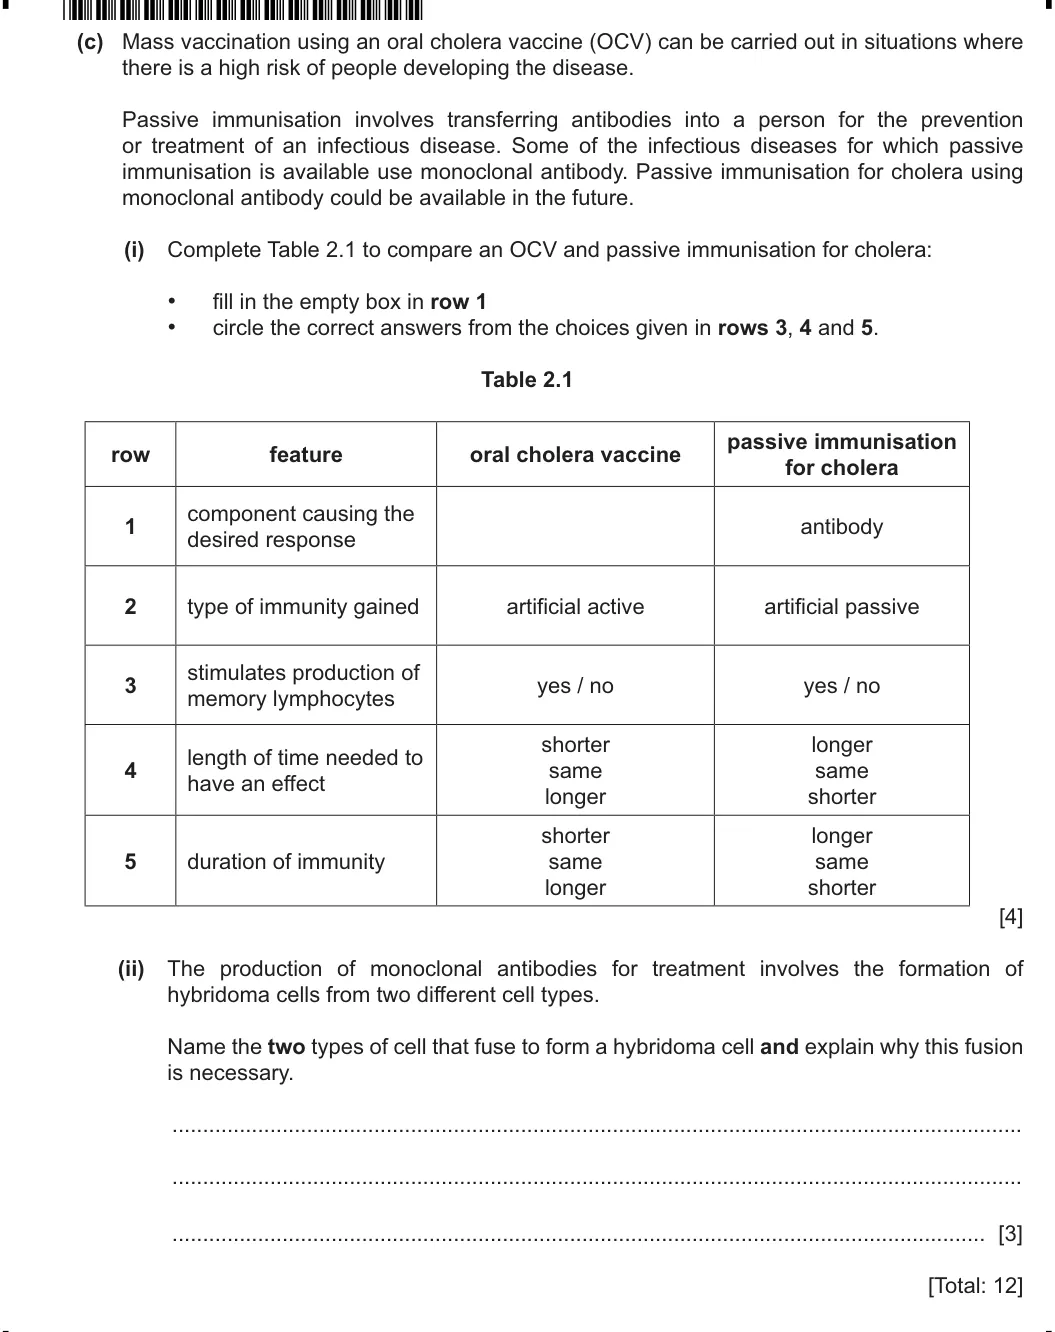 (c) Mass vaccination using an oral cholera vaccine (OCV) can be carried out in situations where
there is a high risk of people developing the disease.
Passive immunisation involves transferring antibodies into a person for the prevention
or treatment of an infectious disease. Some of the infectious diseases for which passive
immunisation is available use monoclonal antibody. Passive immunisation for cholera using
monoclonal antibody could be available in the future.
(i) Complete Table 2.1 to compare an OCV and passive immunisation for cholera:
• fill in the empty box in row 1
• circle the correct answers from the choices given in rows 3, 4 and 5.
Table 2.1
row feature oral cholera vaccine passive immunisation
for cholera
1 component causing the
desired response antibody
2 type of immunity gained artificial active artificial passive
3 stimulates production of
memory lymphocytes yes / no yes / no
4 length of time needed to
have an effect
shorter
same
longer
longer
same
shorter
5 duration of immunity
shorter
same
longer
longer
same
shorter
[4]
(ii) The production of monoclonal antibodies for treatment involves the formation of
hybridoma cells from two different cell types.
Name the two types of cell that fuse to form a hybridoma cell and explain why this fusion
is necessary.
[3]
[Total: 12]